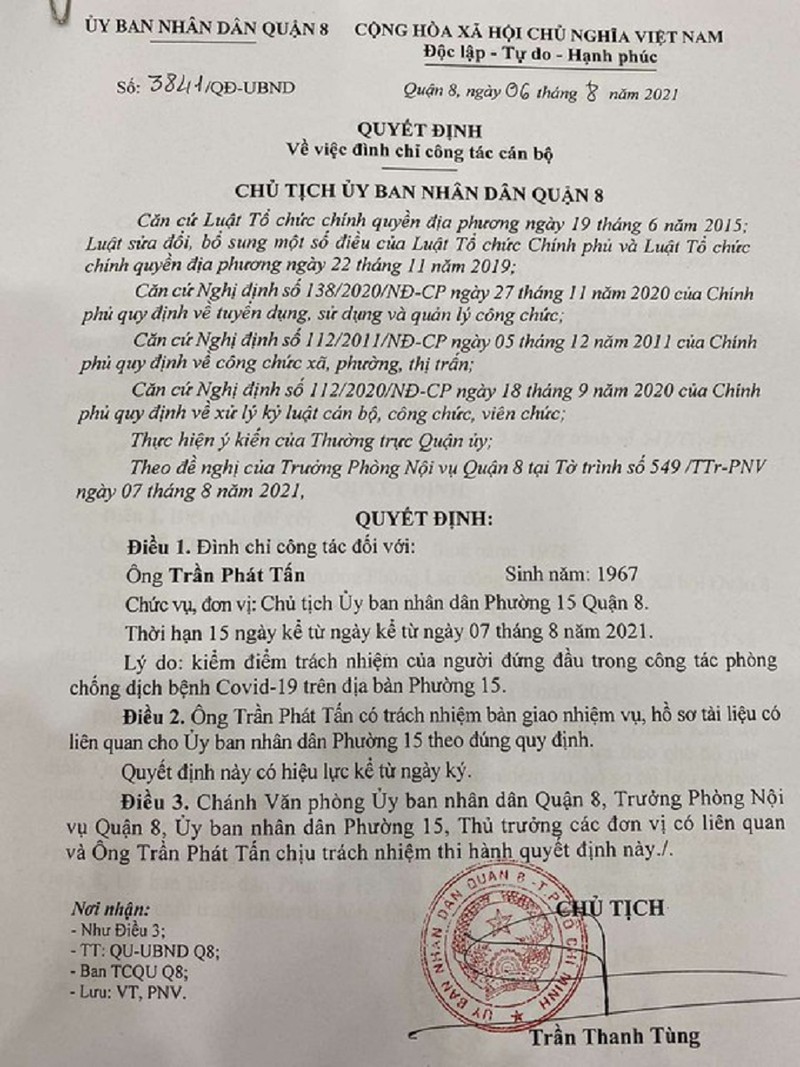 ỦY BAN NHÂN DÂN QUẬN 8
CỘNG HÒA XÃ HỘI CHỦ NGHĨA VIỆT NAM
Độc lập - Tự do - Hạnh phúc
Số: 3841/QĐ-UBND
Quận 8, ngày 06 tháng 8 năm 2021
QUYẾT ĐỊNH
Về việc đình chỉ công tác cán bộ
CHỦ TỊCH ỦY BAN NHÂN DÂN QUẬN 8
Căn cứ Luật Tổ chức chính quyền địa phương ngày 19 tháng 6 năm 2015;
Luật sửa đổi, bổ sung một số điều của Luật Tổ chức Chính phủ và Luật Tổ chức
chính quyền địa phương ngày 22 tháng 11 năm 2019;
Căn cứ Nghị định số 138/2020/NĐ-CP ngày 27 tháng 11 năm 2020 của Chính
phủ quy định về tuyển dụng, sử dụng và quản lý công chức;
Căn cứ Nghị định số 112/2011/NĐ-CP ngày 05 tháng 12 năm 2011 của Chính
phủ quy định về công chức xã, phường, thị trấn;
Căn cứ Nghị định số 112/2020/NĐ-CP ngày 18 tháng 9 năm 2020 của Chính
phủ quy định về xử lý kỷ luật cán bộ, công chức, viên chức;
Thực hiện ý kiến của Thường trực Quận ủy;
Theo đề nghị của Trưởng Phòng Nội vụ Quận 8 tại Tờ trình số 549 /TTr-PNV
ngày 07 tháng 8 năm 2021,
QUYẾT ĐỊNH:
Điều 1. Đình chỉ công tác đối với:
Ông Trần Phát Tấn Sinh năm: 1967
Chức vụ, đơn vị: Chủ tịch Ủy ban nhân dân Phường 15 Quận 8.
Thời hạn 15 ngày kể từ ngày kể từ ngày 07 tháng 8 năm 2021.
Lý do: kiểm điểm trách nhiệm của người đứng đầu trong công tác phòng
chống dịch bệnh Covid-19 trên địa bàn Phường 15.
Điều 2. Ông Trần Phát Tấn có trách nhiệm bàn giao nhiệm vụ, hồ sơ tài liệu có
liên quan cho Ủy ban nhân dân Phường 15 theo đúng quy định.
Quyết định này có hiệu lực kể từ ngày ký.
Điều 3. Chánh Văn phòng Ủy ban nhân dân Quận 8, Trưởng Phòng Nội
vụ Quận 8, Ủy ban nhân dân Phường 15, Thủ trưởng các đơn vị có liên quan
và Ông Trần Phát Tấn chịu trách nhiệm thi hành quyết định này./.
Nơi nhận:
- Như Điều 3;
- TT: QU-UBND Q8;
- Ban TCQU Q8;
- Lưu: VT, PNV.
CHỦ TỊCH
ỦY BAN NHÂN DÂN QUẬN 8 - T.P HỒ CHÍ MINH
Trần Thanh Tùng